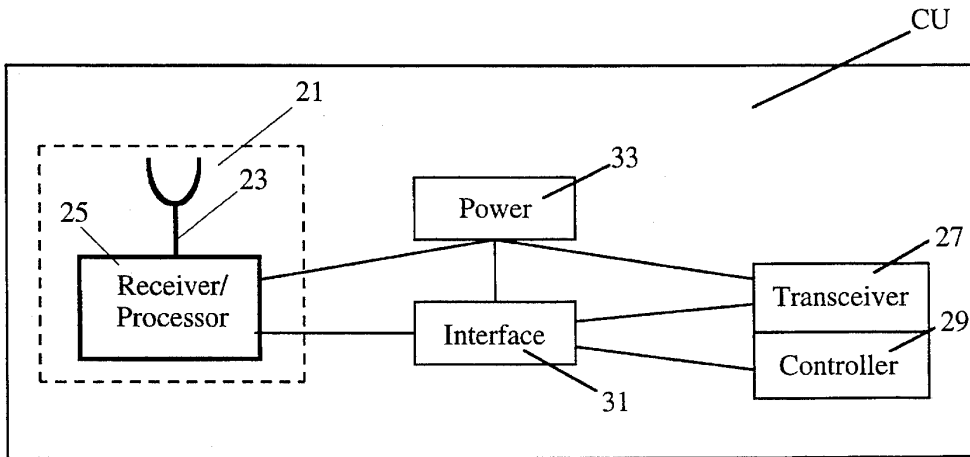 CU
21
33
23
25
Power
27
Receiver/
Processor
Transceiver
Interface
29
Controller
31